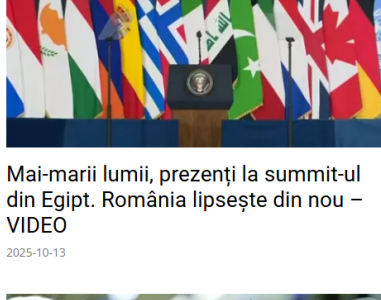 Mai-marii lumii, prezenți la summit-ul
din Egipt. România lipsește din nou –
VIDEO
2025-10-13